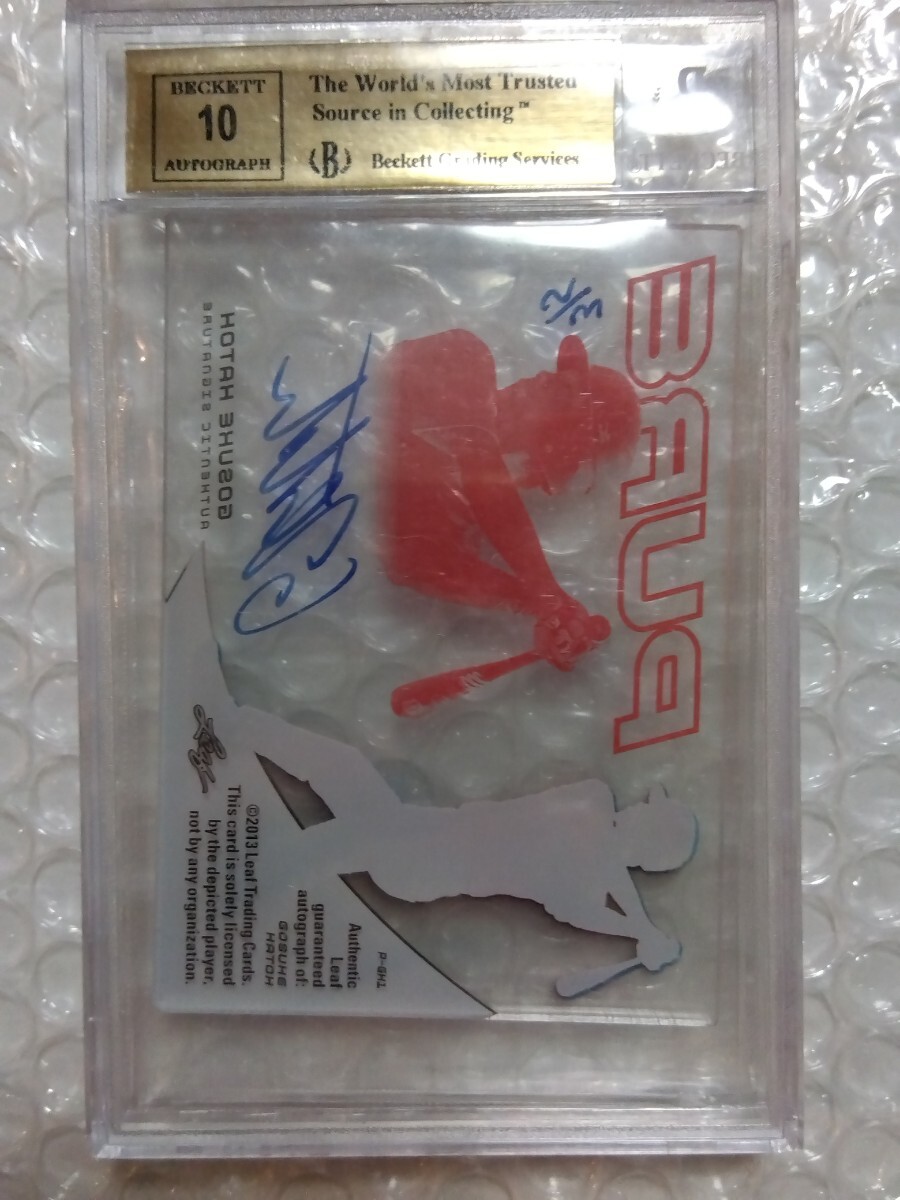 BECKETT
10
AUTOGRAPH
The World's Most Trusted
Source in Collecting™
B
Beckett Grading Services
2/3
GOSUKE KATOH
AUTHENTIC SIGNATURE
Leaf
©2013 Leaf Trading Cards.
This card is solely licensed
by the depicted player,
not by any organization.
P-GK1
Authentic
Leaf
guaranteed
autograph of:
GOSUKE
KATOH